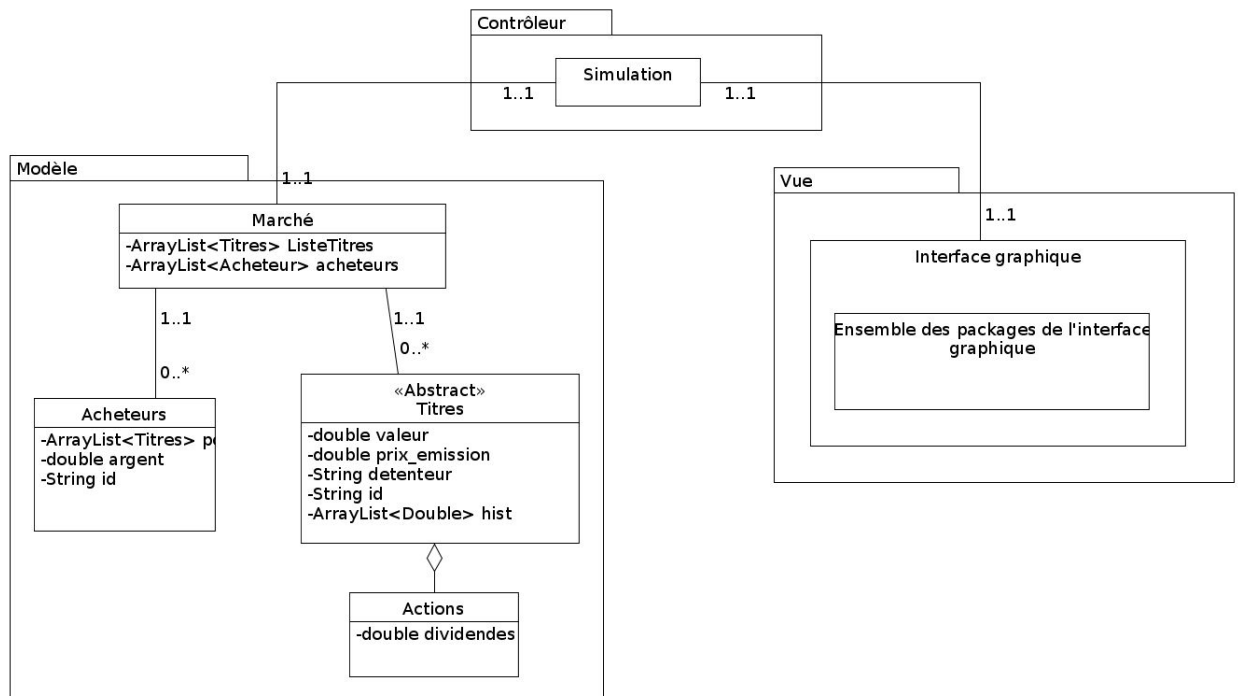 Contrôleur
Simulation
1..1
1..1
Modèle
1..1
Marché
-ArrayList<Titres> ListeTitres
-ArrayList<Acheteur> acheteurs
1..1
0..*
1..1
0..*
Acheteurs
-ArrayList<Titres>
-double argent
-String id
«Abstract»
Titres
-double valeur
-double prix_emission
-String detenteur
-String id
-ArrayList<Double> hist
Actions
-double dividendes
Vue
1..1
Interface graphique
Ensemble des packages de l'interface
graphique